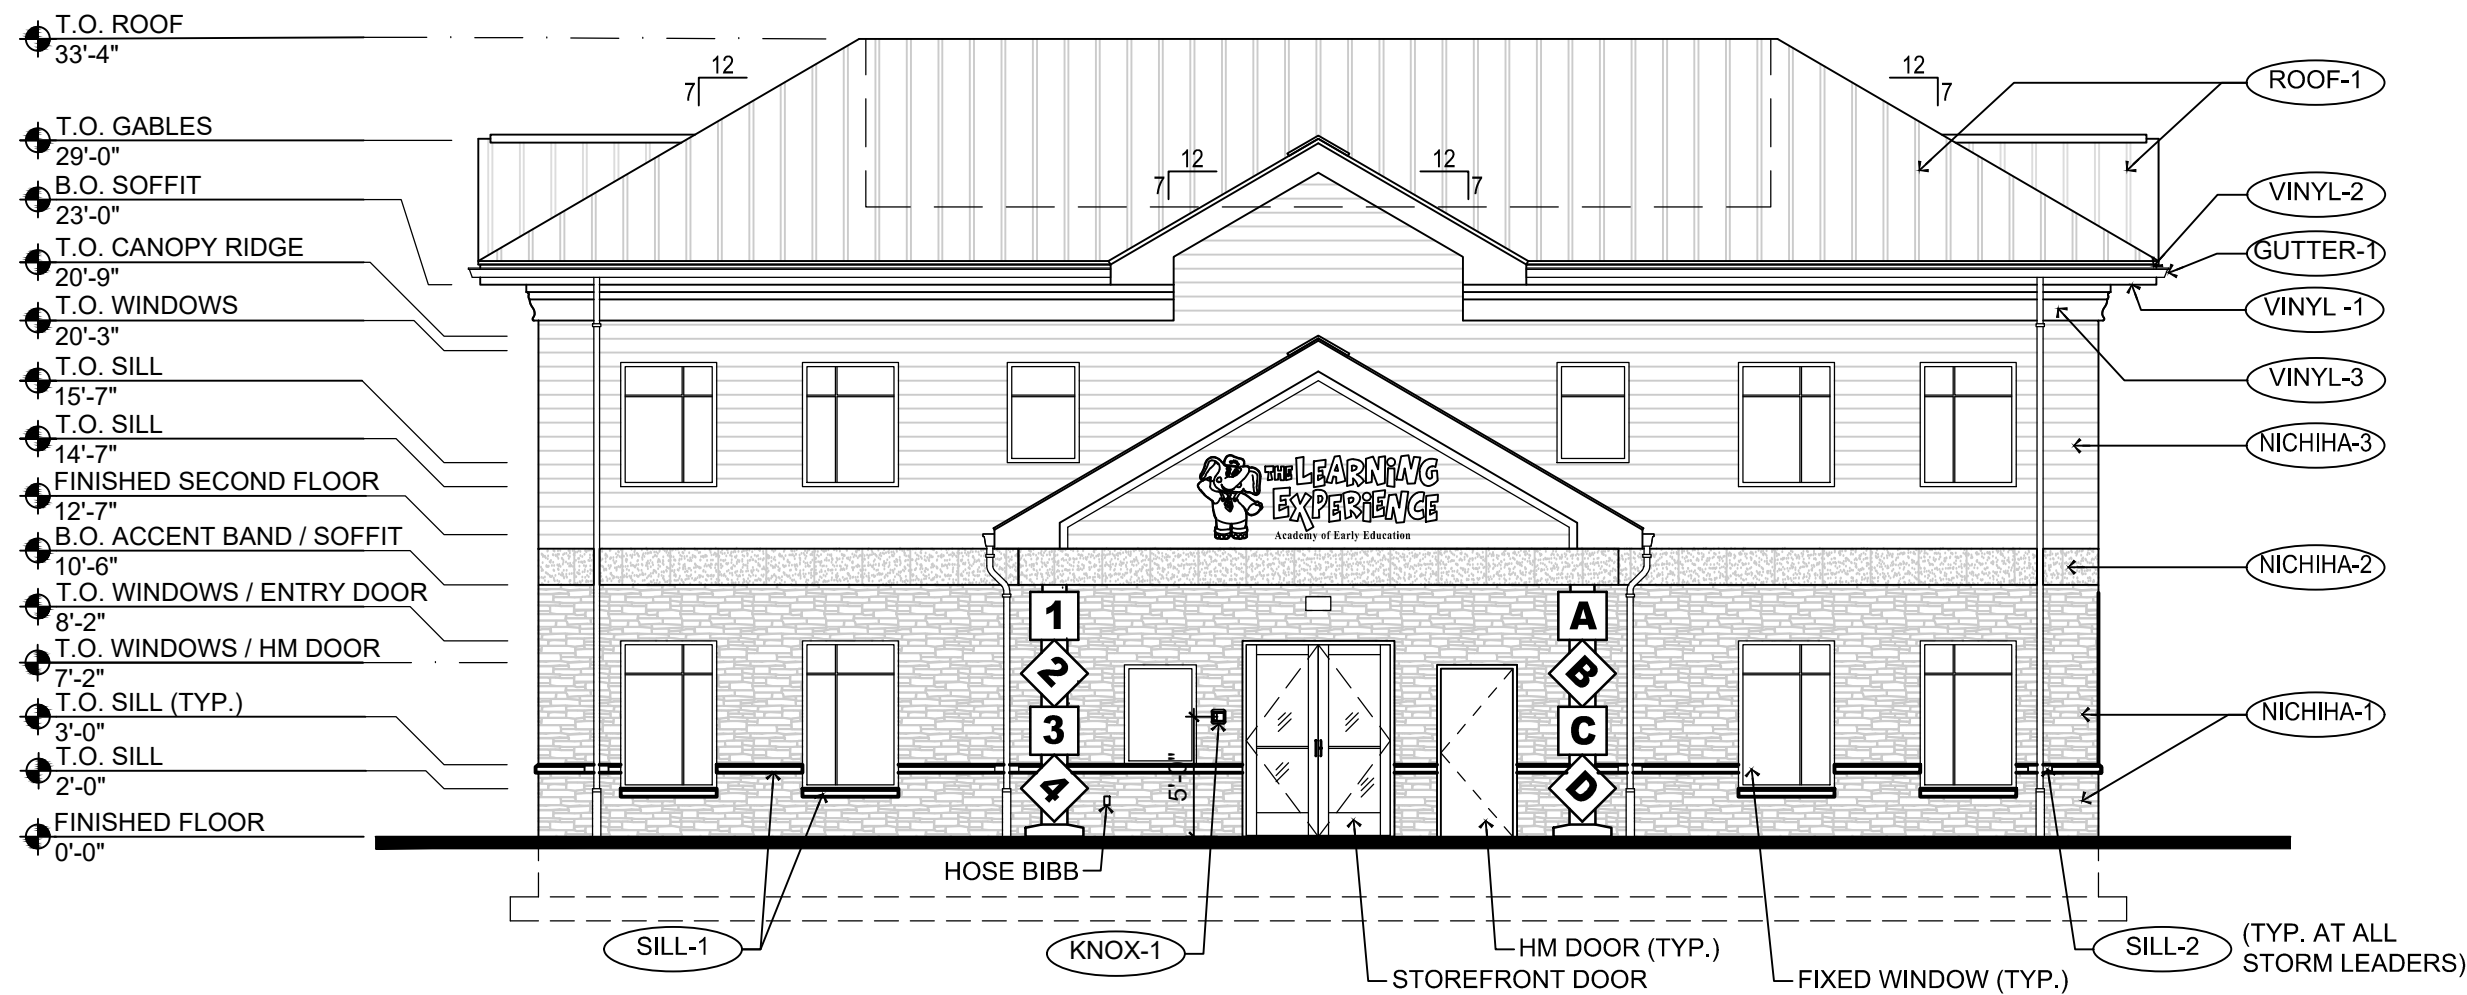 T.O. ROOF
33'-4"
T.O. GABLES
29'-0"
B.O. SOFFIT
23'-0"
T.O. CANOPY RIDGE
20'-9"
T.O. WINDOWS
20'-3"
T.O. SILL
15'-7"
T.O. SILL
14'-7"
FINISHED SECOND FLOOR
12'-7"
B.O. ACCENT BAND / SOFFIT
10'-6"
T.O. WINDOWS / ENTRY DOOR
8'-2"
T.O. WINDOWS / HM DOOR
7'-2"
T.O. SILL (TYP.)
3'-0"
T.O. SILL
2'-0"
FINISHED FLOOR
0'-0"
12
7
12
7
12
7
12
7
THE LEARNING
EXPERIENCE
Academy of Early Education
1
2
3
4
A
B
C
D
ROOF-1
VINYL-2
GUTTER-1
VINYL -1
VINYL-3
NICHIHA-3
NICHIHA-2
NICHIHA-1
HOSE BIBB
SILL-1
KNOX-1
HM DOOR (TYP.)
STOREFRONT DOOR
FIXED WINDOW (TYP.)
SILL-2
(TYP. AT ALL
STORM LEADERS)